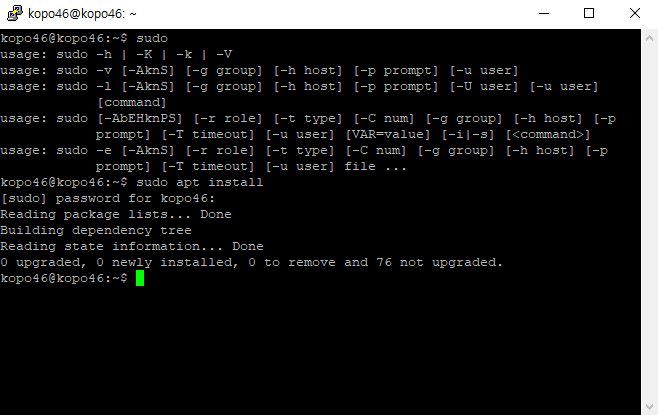 kopo46@kopo46: ~
kopo46@kopo46:~$ sudo
usage: sudo -h | -K | -k | -V
usage: sudo -v [-AknS] [-g group] [-h host] [-p prompt] [-u user]
usage: sudo -l [-AknS] [-g group] [-h host] [-p prompt] [-U user] [-u user]
            [command]
usage: sudo [-AbEHknPS] [-r role] [-t type] [-C num] [-g group] [-h host] [-p
            prompt] [-T timeout] [-u user] [VAR=value] [-i|-s] [<command>]
usage: sudo -e [-AknS] [-r role] [-t type] [-C num] [-g group] [-h host] [-p
            prompt] [-T timeout] [-u user] file ...
kopo46@kopo46:~$ sudo apt install
[sudo] password for kopo46:
Reading package lists... Done
Building dependency tree
Reading state information... Done
0 upgraded, 0 newly installed, 0 to remove and 76 not upgraded.
kopo46@kopo46:~$